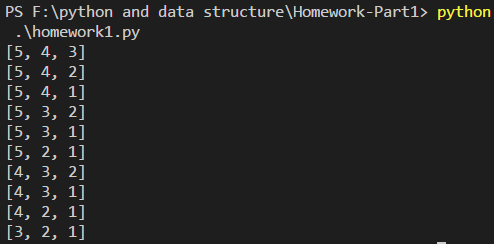 PS F:\python and data structure\Homework-Part1> python
.\homework1.py
[5, 4, 3]
[5, 4, 2]
[5, 4, 1]
[5, 3, 2]
[5, 3, 1]
[5, 2, 1]
[4, 3, 2]
[4, 3, 1]
[4, 2, 1]
[3, 2, 1]